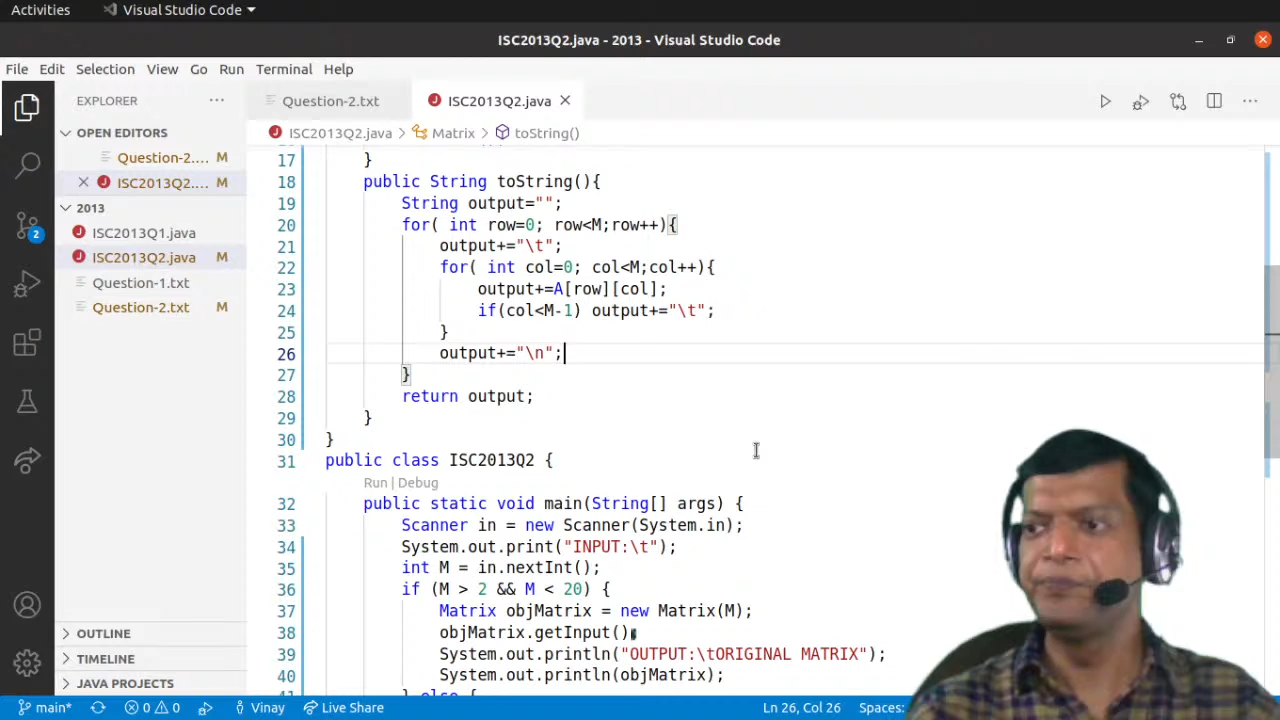 Activities
Visual Studio Code
ISC2013Q2.java - 2013 - Visual Studio Code
File Edit Selection View Go Run Terminal Help
EXPLORER
OPEN EDITORS
Question-2.... M
ISC2013Q2.... M
2013
ISC2013Q1.java
ISC2013Q2.java M
Question-1.txt
Question-2.txt M
OUTLINE
TIMELINE
JAVA PROJECTS
2
Question-2.txt
ISC2013Q2.java
ISC2013Q2.java > Matrix > toString()
17 }
18 public String toString(){
19 String output="";
20 for( int row=0; row<M;row++){
21 output+="\t";
22 for( int col=0; col<M;col++){
23 output+=A[row][col];
24 if(col<M-1) output+="\t";
25 }
26 output+="\n";
27 }
28 return output;
29 }
30 }
31 public class ISC2013Q2 {
Run | Debug
32 public static void main(String[] args) {
33 Scanner in = new Scanner(System.in);
34 System.out.print("INPUT:\t");
35 int M = in.nextInt();
36 if (M > 2 && M < 20) {
37 Matrix objMatrix = new Matrix(M);
38 objMatrix.getInput();
39 System.out.println("OUTPUT:\tORIGINAL MATRIX");
40 System.out.println(objMatrix);
41 } else {
main* 0 0 Vinay Live Share Ln 26, Col 26 Spaces: